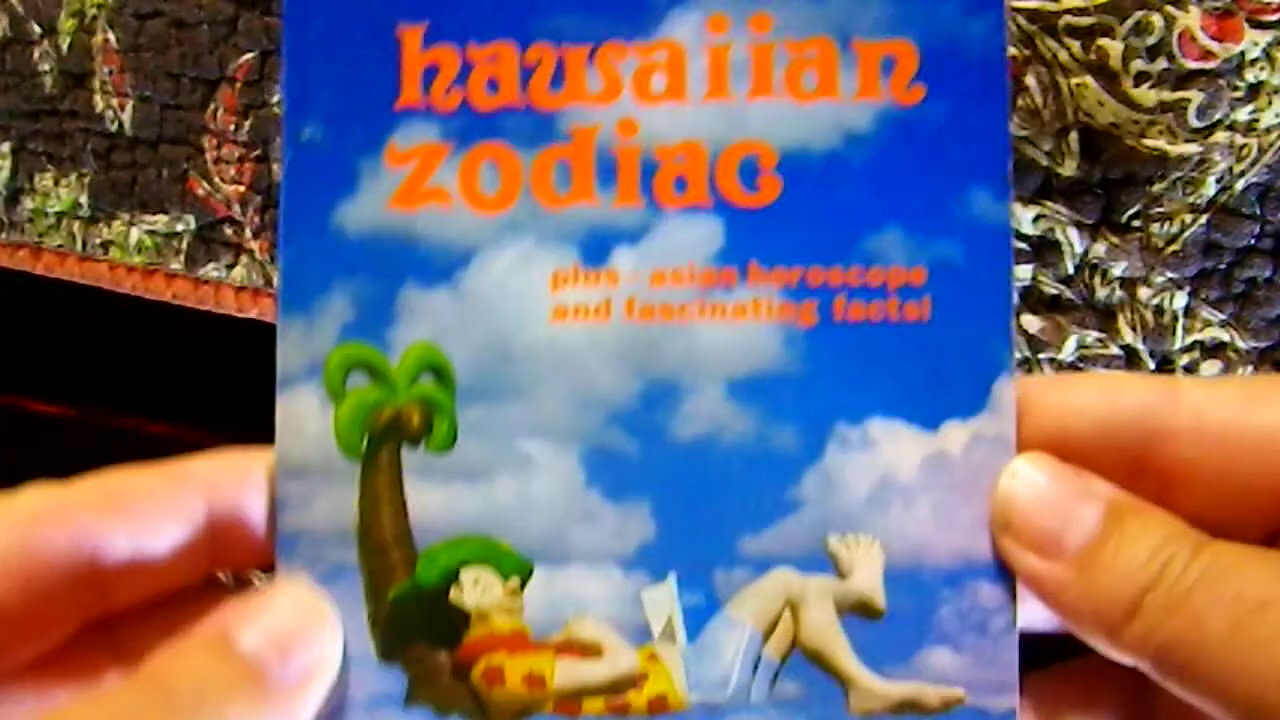 hawaiian
zodiac
plus - asian horoscope
and fascinating facts!